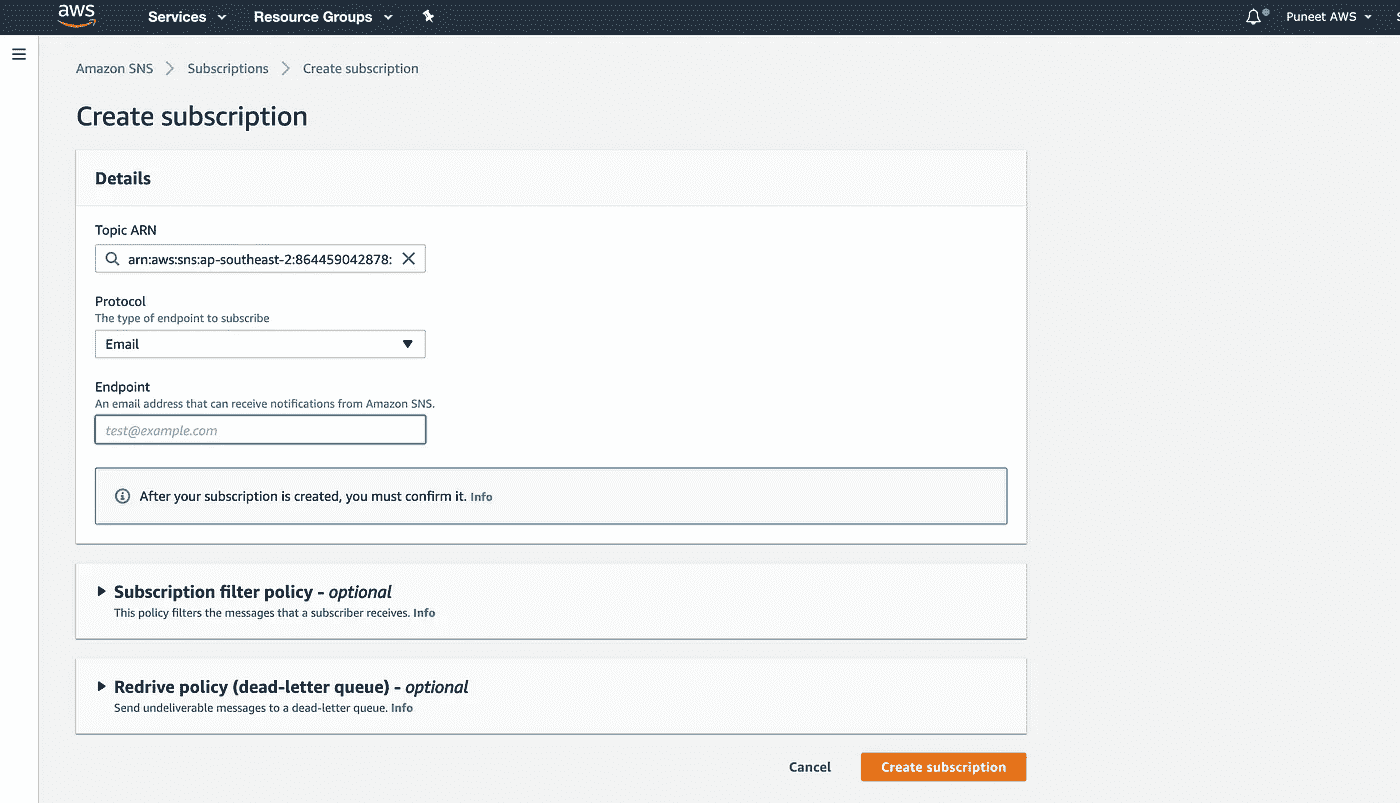 aws Services Resource Groups Puneet AWS
Amazon SNS Subscriptions Create subscription
Create subscription
Details
Topic ARN
arn:aws:sns:ap-southeast-2:864459042878:
Protocol
The type of endpoint to subscribe
Email
Endpoint
An email address that can receive notifications from Amazon SNS.
test@example.com
After your subscription is created, you must confirm it. Info
Subscription filter policy - optional
This policy filters the messages that a subscriber receives. Info
Redrive policy (dead-letter queue) - optional
Send undeliverable messages to a dead-letter queue. Info
Cancel Create subscription